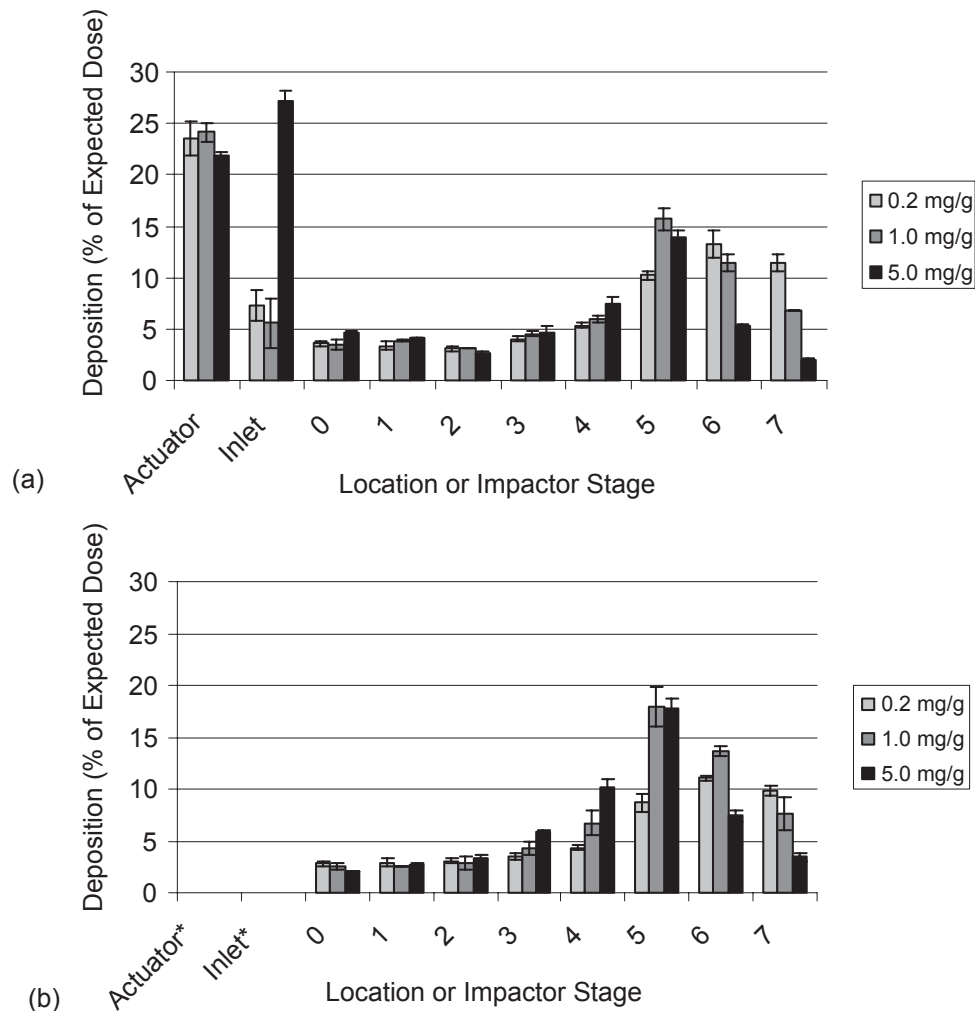 Deposition (% of Expected Dose)
30
25
20
15
10
5
0
Actuator
Inlet
0
1
2
3
4
5
6
7
Location or Impactor Stage
0.2 mg/g
1.0 mg/g
5.0 mg/g
(a)
Deposition (% of Expected Dose)
30
25
20
15
10
5
0
Actuator*
Inlet*
0
1
2
3
4
5
6
7
Location or Impactor Stage
0.2 mg/g
1.0 mg/g
5.0 mg/g
(b)